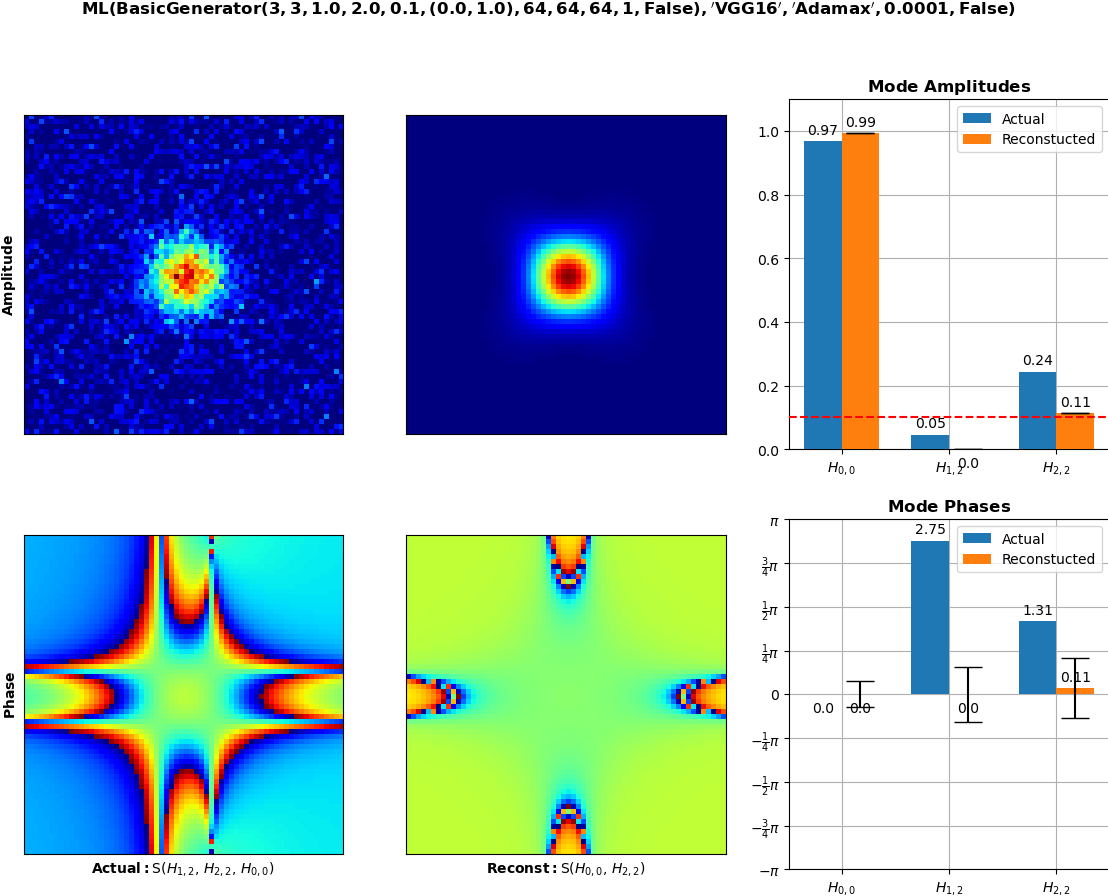 ML(BasicGenerator(3, 3, 1.0, 2.0, 0.1, (0.0, 1.0), 64, 64, 64, 1, False), ′VGG16′, ′Adamax′, 0.0001, False)
Mode Amplitudes
Amplitude
Actual
Reconstucted
1.0
0.8
0.6
0.4
0.2
0.0
0.97
0.99
0.05
0.0
0.24
0.11
H0,0
H1,2
H2,2
Mode Phases
Phase
Actual
Reconstucted
π
3/4π
1/2π
1/4π
0
−1/4π
−1/2π
−3/4π
−π
0.0
0.0
2.75
0.0
1.31
0.11
H0,0
H1,2
H2,2
Actual: S(H1,2, H2,2, H0,0)
Reconst: S(H0,0, H2,2)